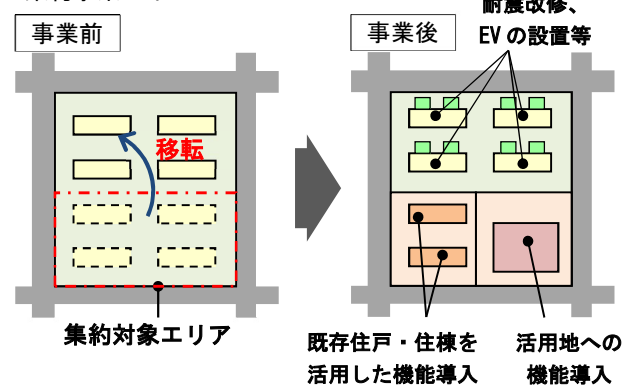 耐震改修、
EVの設置等
事業前
事業後
移転
集約対象エリア
既存住戸・住棟を
活用した機能導入
活用地への
機能導入